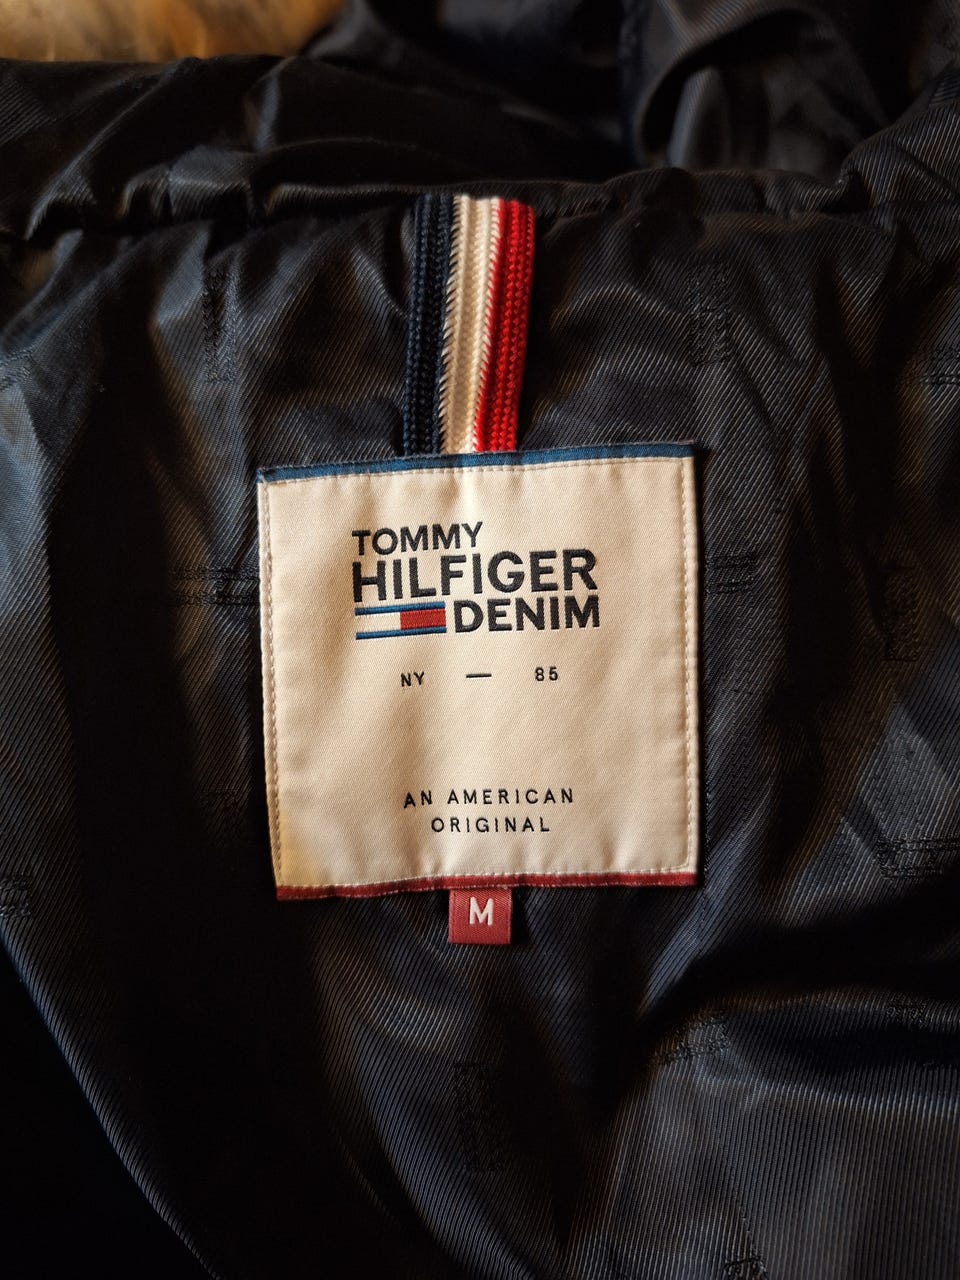 TOMMY
HILFIGER
DENIM
NY — 85
AN AMERICAN
ORIGINAL
M